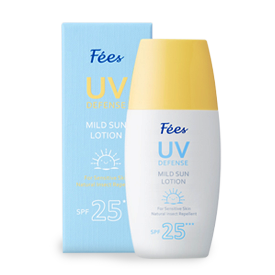 Fées
UV
DEFENSE
MILD SUN
LOTION
SPF 25
Fées
UV
DEFENSE
MILD SUN
LOTION
For Sensitive Skin
Natural Insect Repellent
SPF 25